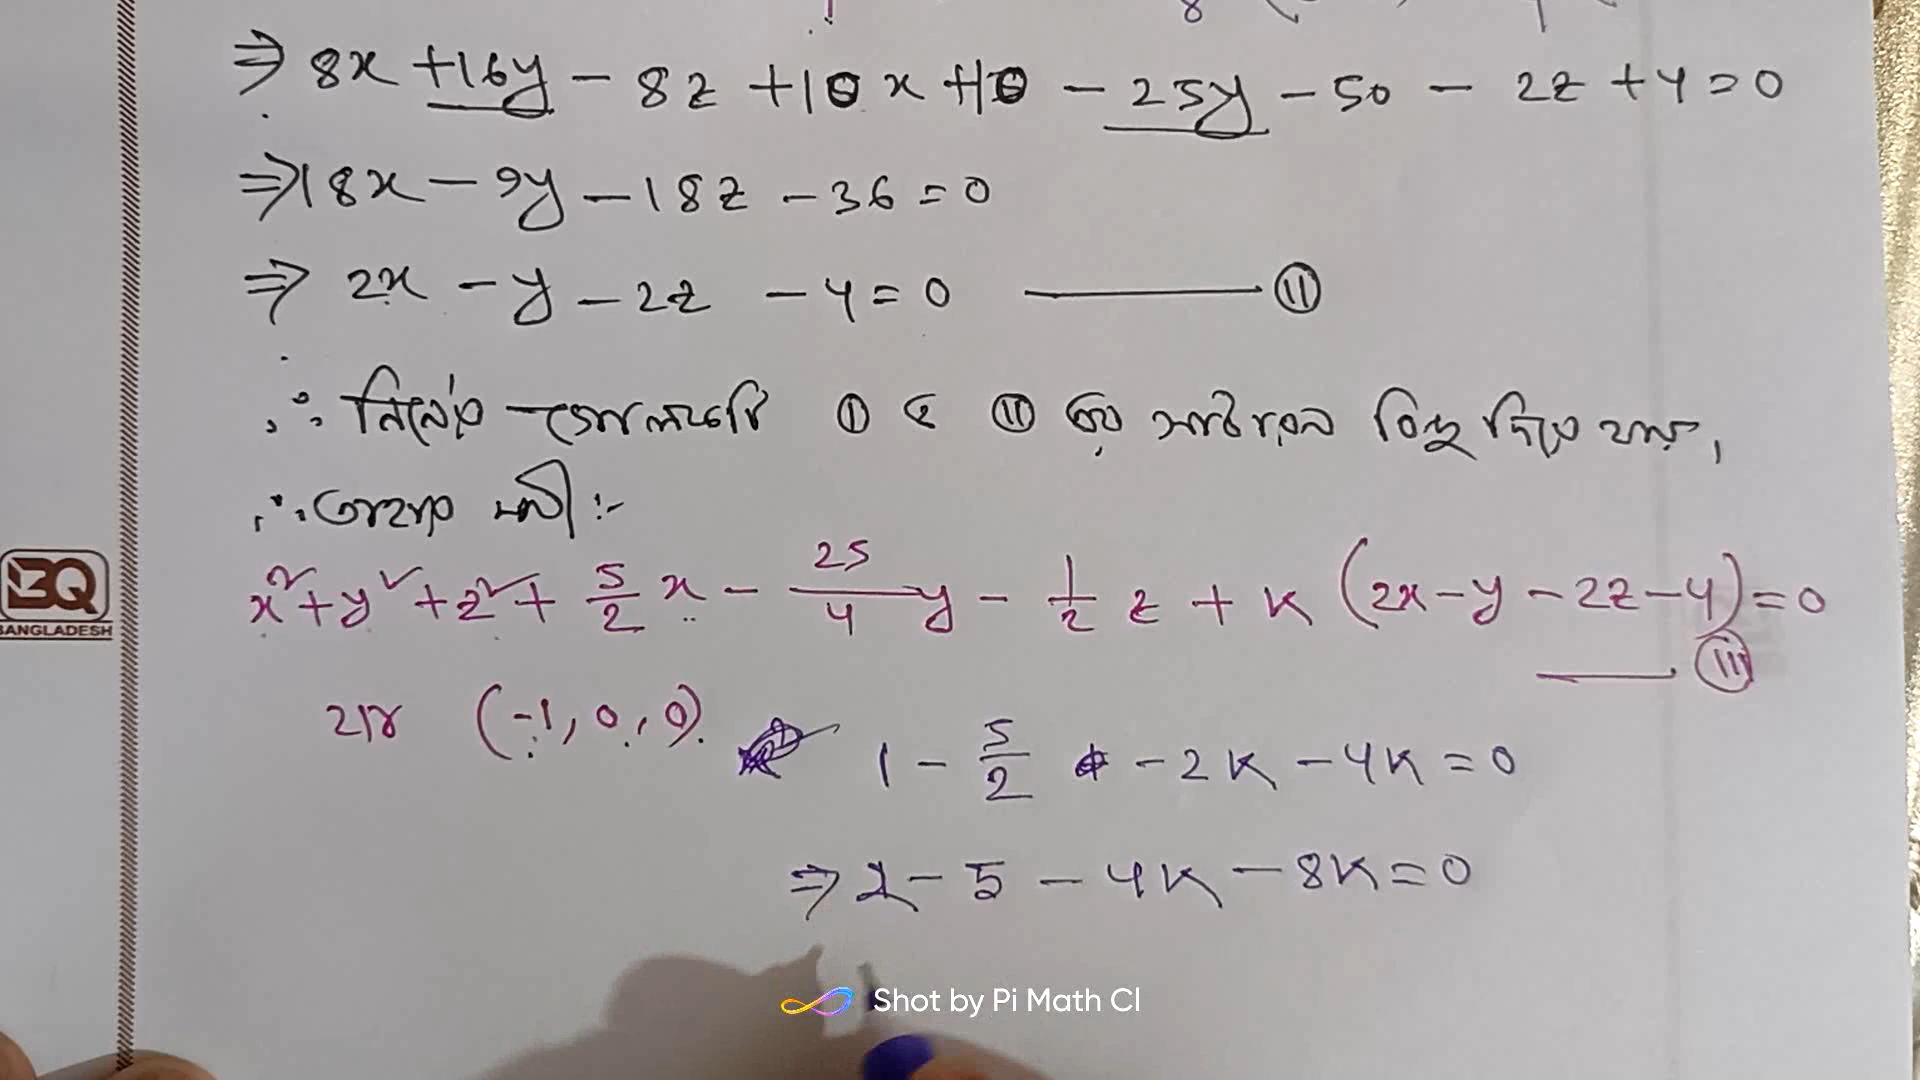 ⇒ 8x + 16y - 8z + 10x + 10 - 25y - 50 - 2z + 4 = 0
⇒ 18x - 9y - 18z - 36 = 0
⇒ 2x - y - 2z - 4 = 0 ——— (ii)
∴ নির্ণেয় গোলকটি (i) ও (ii) এর বিন্দু দিয়ে যায়,
x² + y² + z² + 5/2 x - 25/4 y - 1/2 z + k (2x - y - 2z - 4) = 0
——— (iii)
(-1, 0, 0) 1 - 5/2 - 2k - 4k = 0
⇒ 2 - 5 - 4k - 8k = 0
BQ
BANGLADESH
Shot by Pi Math Cl